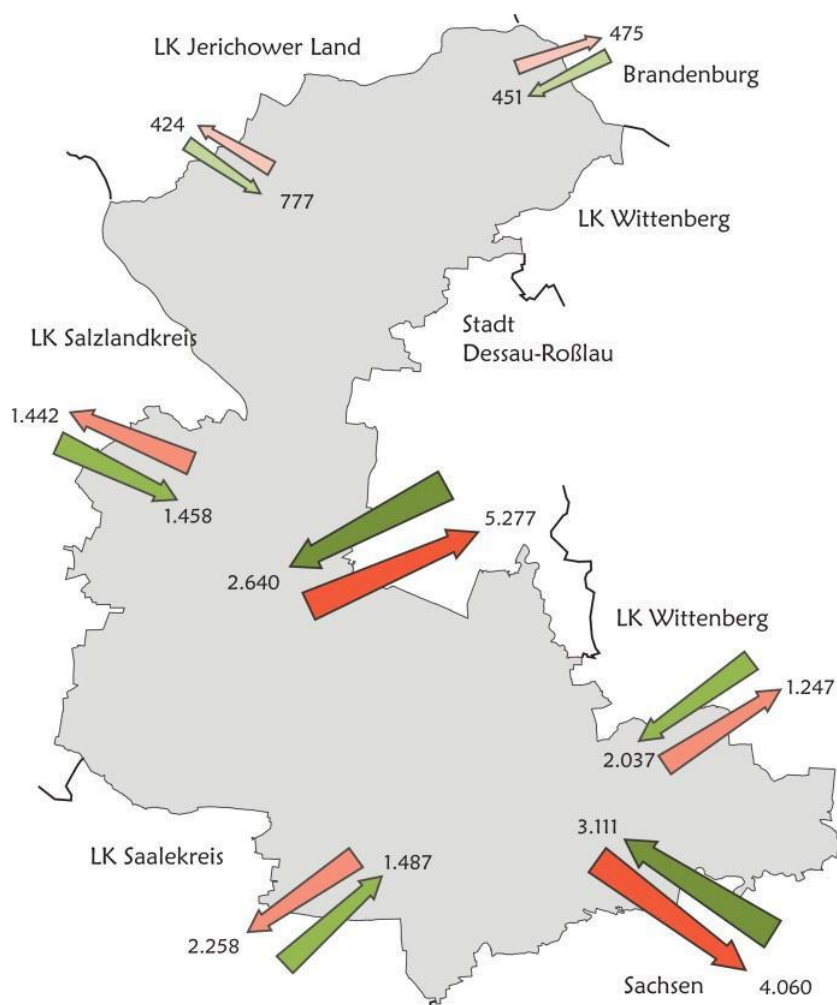 LK Jerichower Land
475
Brandenburg
451
424
777
LK Wittenberg
LK Salzlandkreis
Stadt
Dessau-Roßlau
1.442
1.458
5.277
2.640
LK Wittenberg
1.247
2.037
3.111
LK Saalekreis
1.487
2.258
Sachsen
4.060